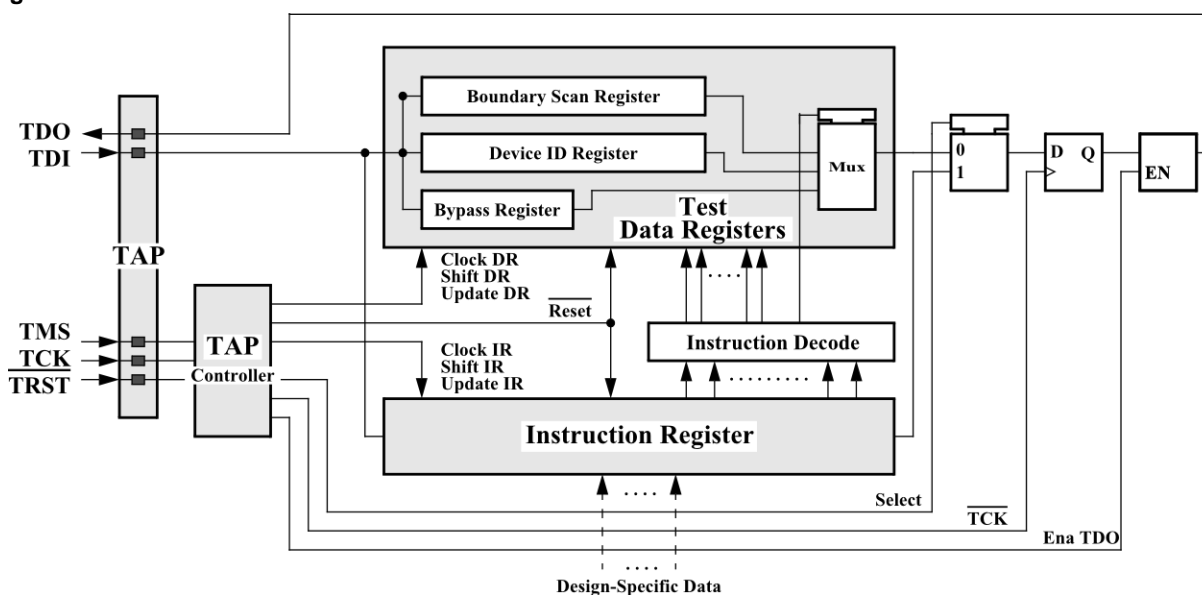 TDO
TDI
TAP
TMS
TCK
TRST
TAP
Controller
Boundary Scan Register
Device ID Register
Bypass Register
Mux
Test
Data Registers
0
1
D Q
EN
Clock DR
Shift DR
Update DR
Reset
Clock IR
Shift IR
Update IR
....
Instruction Decode
.........
Instruction Register
....
Select
TCK
Ena TDO
....
Design-Specific Data